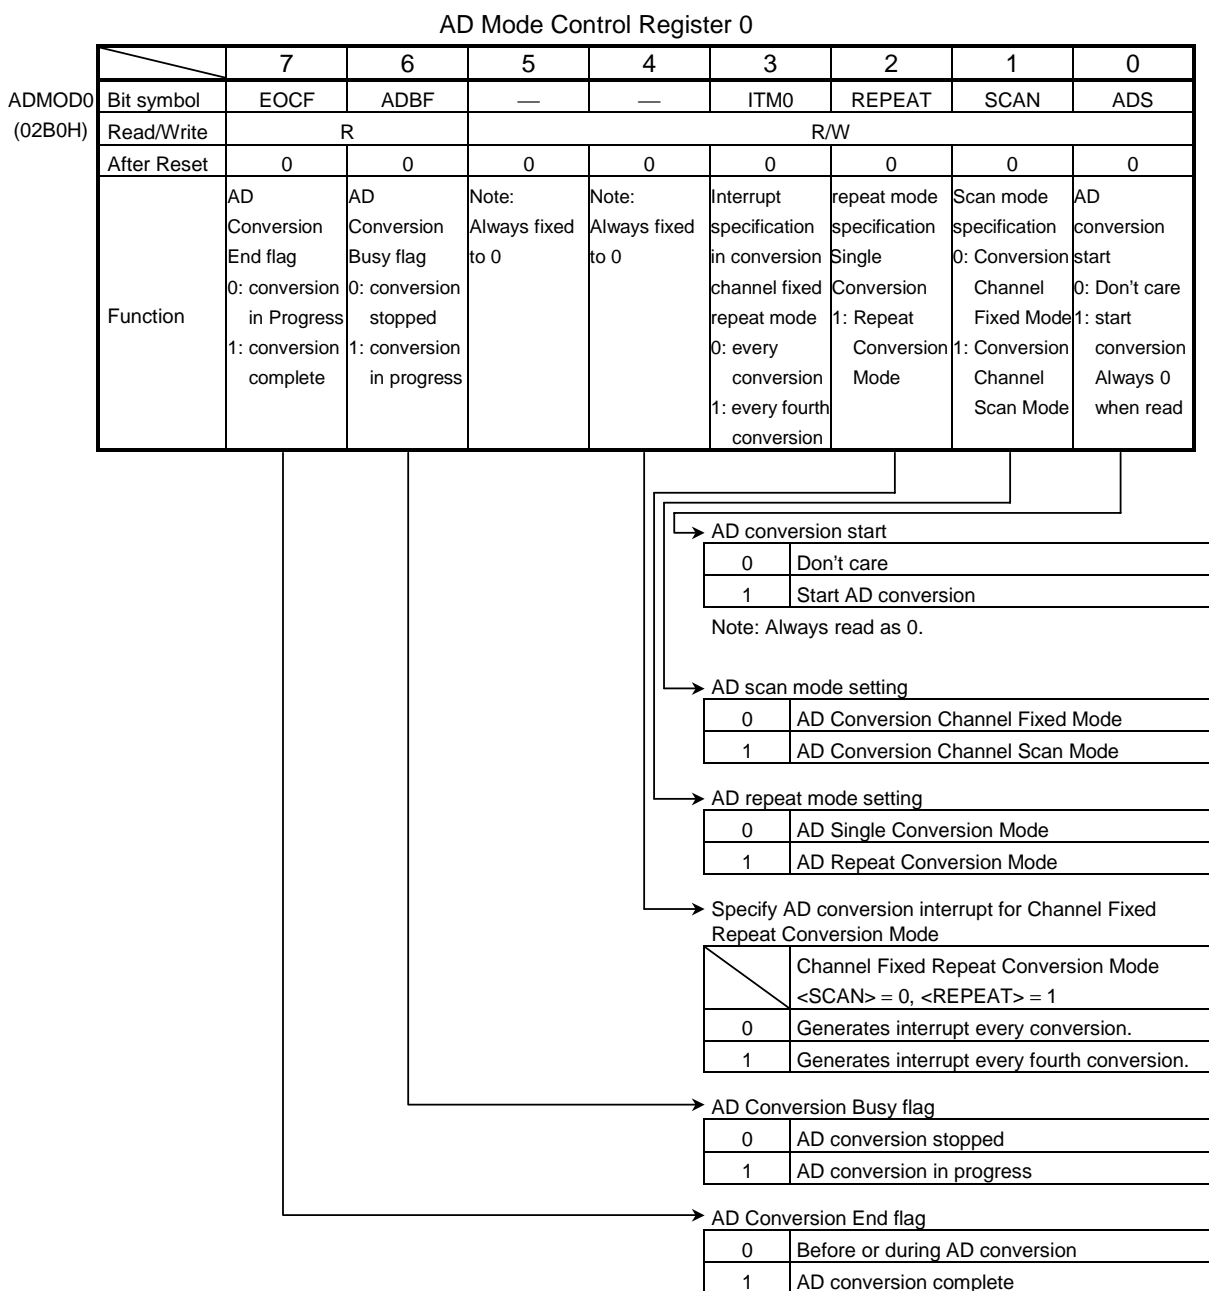 AD Mode Control Register 0
7 6 5 4 3 2 1 0
ADMOD0 Bit symbol EOCF ADBF — — ITM0 REPEAT SCAN ADS
(02B0H) Read/Write R R/W
After Reset 0 0 0 0 0 0 0 0
Function
AD
Conversion
End flag
0: conversion
in Progress
1: conversion
complete
AD
Conversion
Busy flag
0: conversion
stopped
1: conversion
in progress
Note:
Always fixed
to 0
Note:
Always fixed
to 0
Interrupt
specification
in conversion
channel fixed
repeat mode
0: every
conversion
1: every fourth
conversion
repeat mode
specification
Single
Conversion
1: Repeat
Conversion
Mode
Scan mode
specification
0: Conversion
Channel
Fixed Mode
1: Conversion
Channel
Scan Mode
AD
conversion
start
0: Don't care
1: start
conversion
Always 0
when read
AD conversion start
0 Don't care
1 Start AD conversion
Note: Always read as 0.
AD scan mode setting
0 AD Conversion Channel Fixed Mode
1 AD Conversion Channel Scan Mode
AD repeat mode setting
0 AD Single Conversion Mode
1 AD Repeat Conversion Mode
Specify AD conversion interrupt for Channel Fixed
Repeat Conversion Mode
Channel Fixed Repeat Conversion Mode
<SCAN> = 0, <REPEAT> = 1
0 Generates interrupt every conversion.
1 Generates interrupt every fourth conversion.
AD Conversion Busy flag
0 AD conversion stopped
1 AD conversion in progress
AD Conversion End flag
0 Before or during AD conversion
1 AD conversion complete